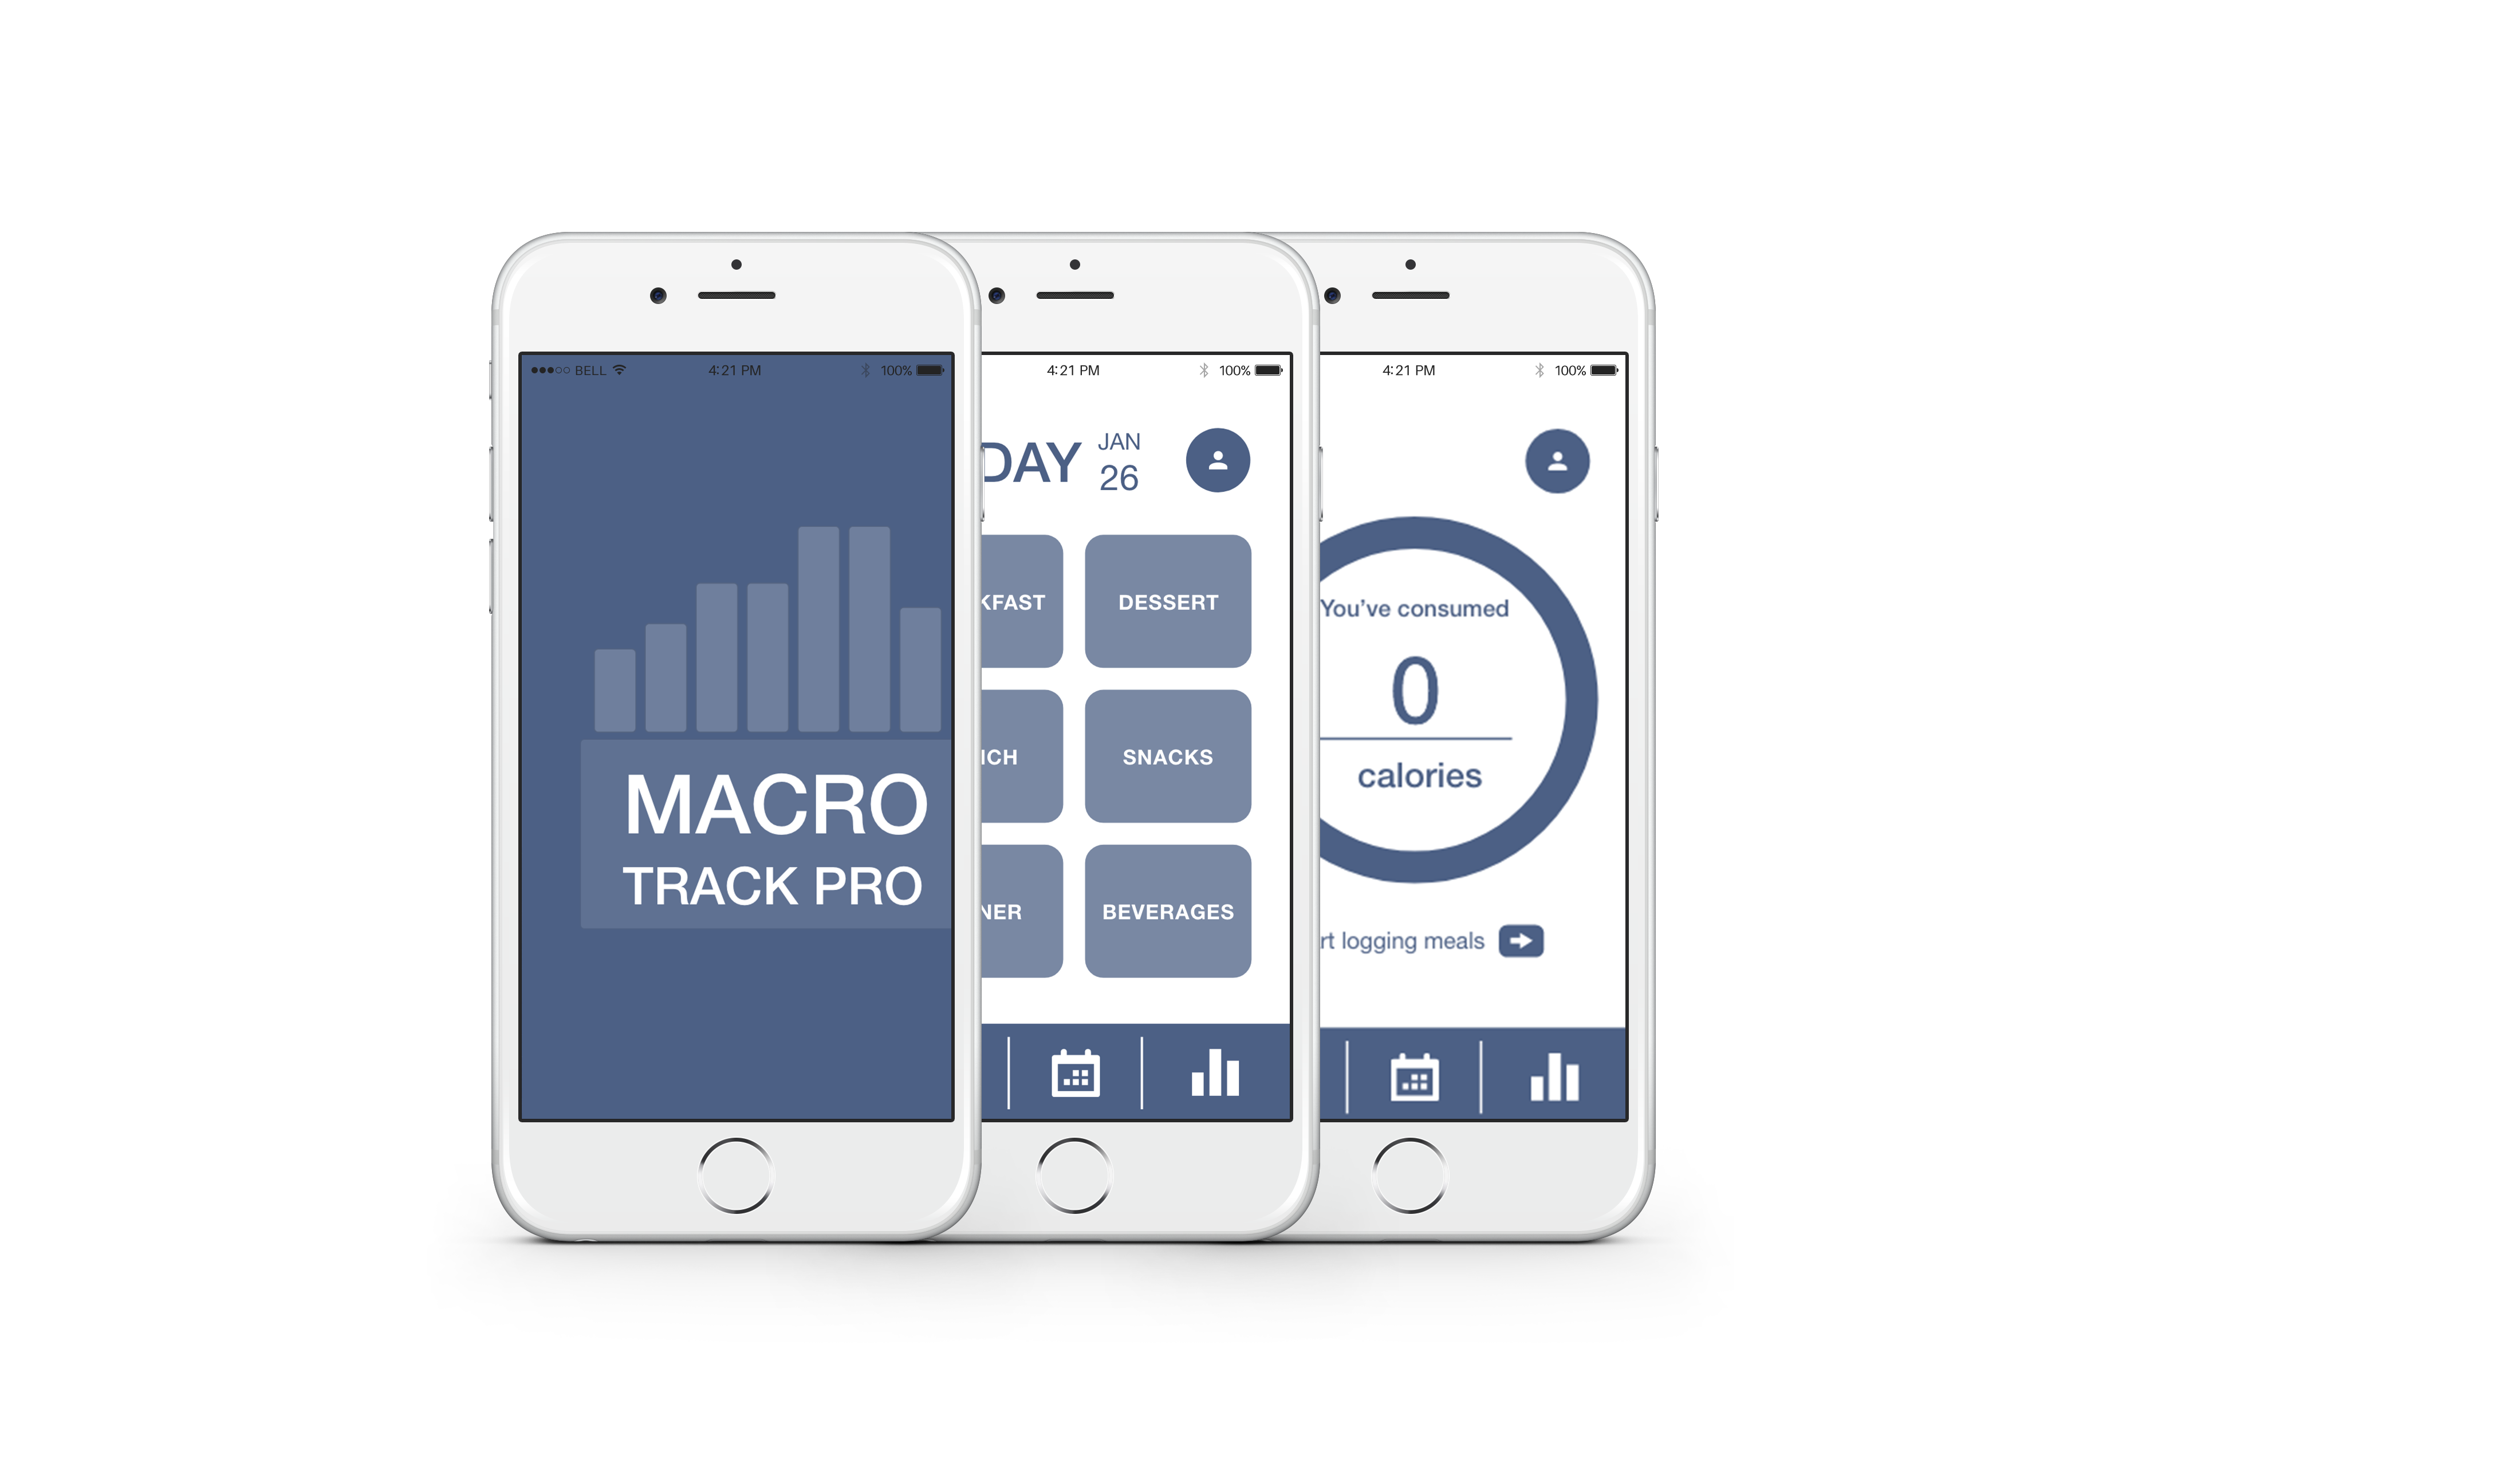 BELL 4:21 PM 100%
MACRO
TRACK PRO
4:21 PM 100%
DAY JAN
26
KFAST DESSERT
ICH SNACKS
NER BEVERAGES
4:21 PM 100%
You've consumed
0
calories
rt logging meals